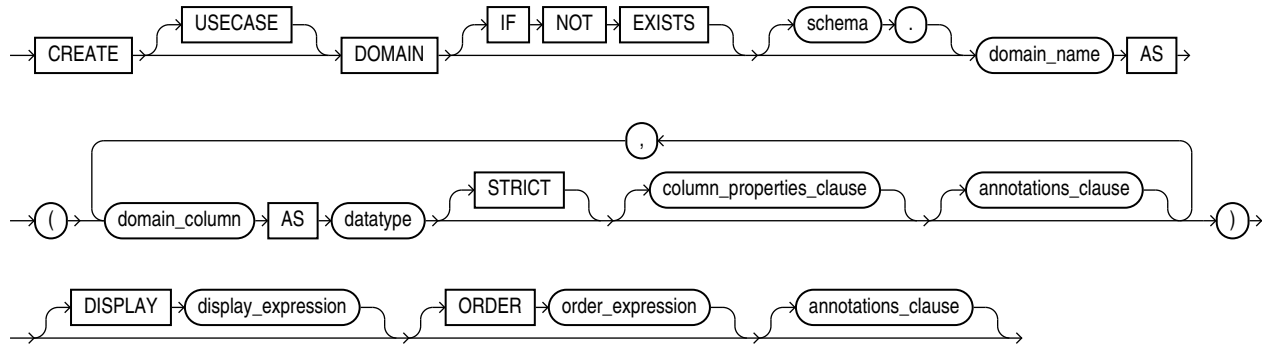 CREATE USECASE DOMAIN IF NOT EXISTS schema . domain_name AS
( domain_column AS datatype STRICT column_properties_clause annotations_clause , )
DISPLAY display_expression ORDER order_expression annotations_clause